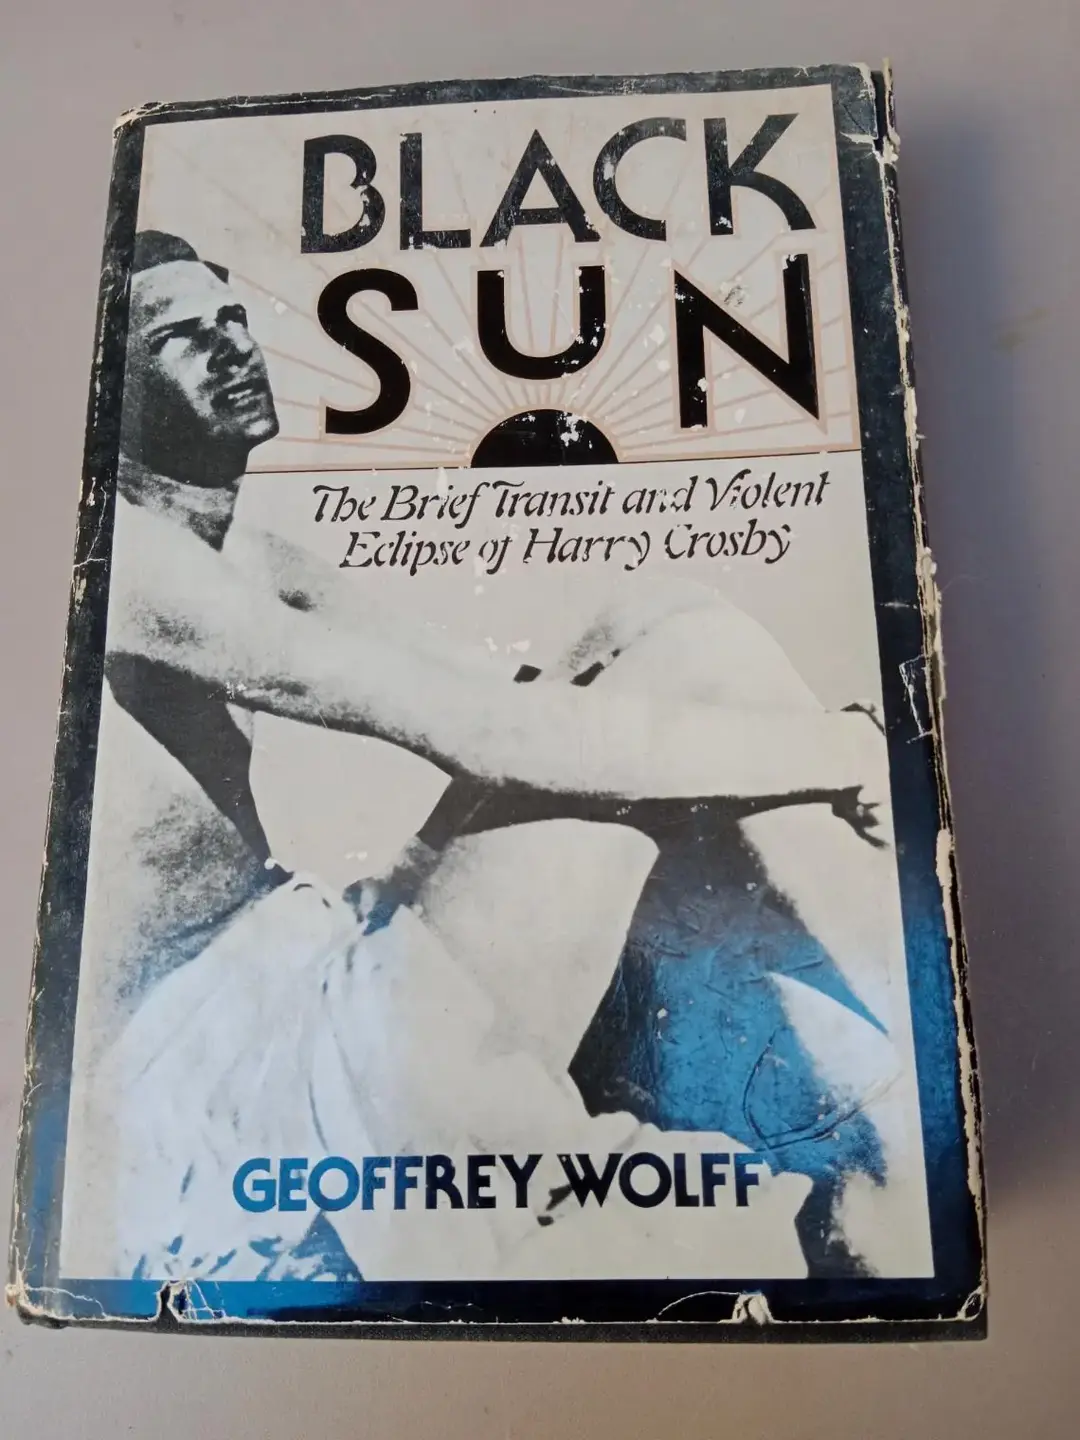 BLACK
SUN
The Brief Transit and Violent
Eclipse of Harry Crosby
GEOFFREY WOLFF